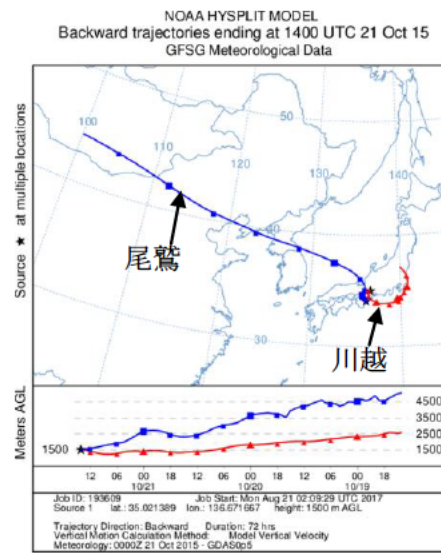 NOAA HYSPLIT MODEL
Backward trajectories ending at 1400 UTC 21 Oct 15
GFSG Meteorological Data
Source ★ at multiple locations
100
110
120
130
140
50
40
30
尾鷲
川越
Meters AGL
1500
4500
3500
2500
1500
12 06 00 18 12 06 00 18 12 06 00 18
10/21 10/20 10/19
Job ID: 193609 Job Start: Mon Aug 21 02:09:29 UTC 2017
Source 1 lat.: 35.021389 lon.: 136.671667 height: 1500 m AGL
Trajectory Direction: Backward Duration: 72 hrs
Vertical Motion Calculation Method: Model Vertical Velocity
Meteorology: 0000Z 21 Oct 2015 - GDAS0p5